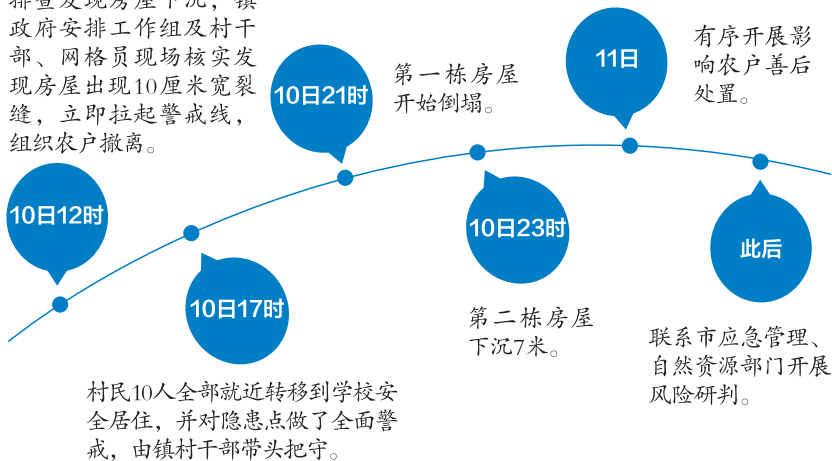 排查发现房屋下沉，镇
政府安排工作组及村干
部、网格员现场核实发
现房屋出现10厘米宽裂
缝，立即拉起警戒线，
组织农户撤离。
10日12时
10日17时
村民10人全部就近转移到学校安
全居住，并对隐患点做了全面警
戒，由镇村干部带头把守。
10日21时
第一栋房屋
开始倒塌。
10日23时
第二栋房屋
下沉7米。
11日
有序开展影
响农户善后
处置。
此后
联系市应急管理、
自然资源部门开展
风险研判。